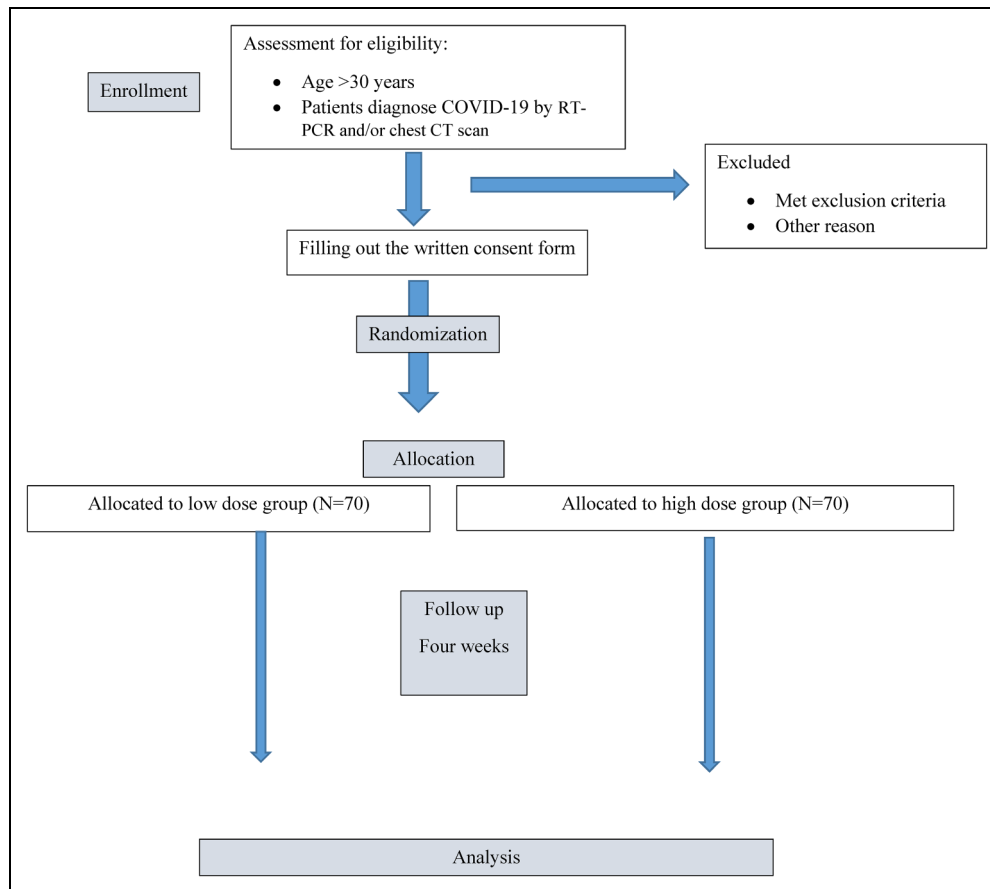 Assessment for eligibility:
Enrollment
• Age >30 years
• Patients diagnose COVID-19 by RT-
PCR and/or chest CT scan
Excluded
• Met exclusion criteria
• Other reason
Filling out the written consent form
Randomization
Allocation
Allocated to low dose group (N=70)
Allocated to high dose group (N=70)
Follow up
Four weeks
Analysis